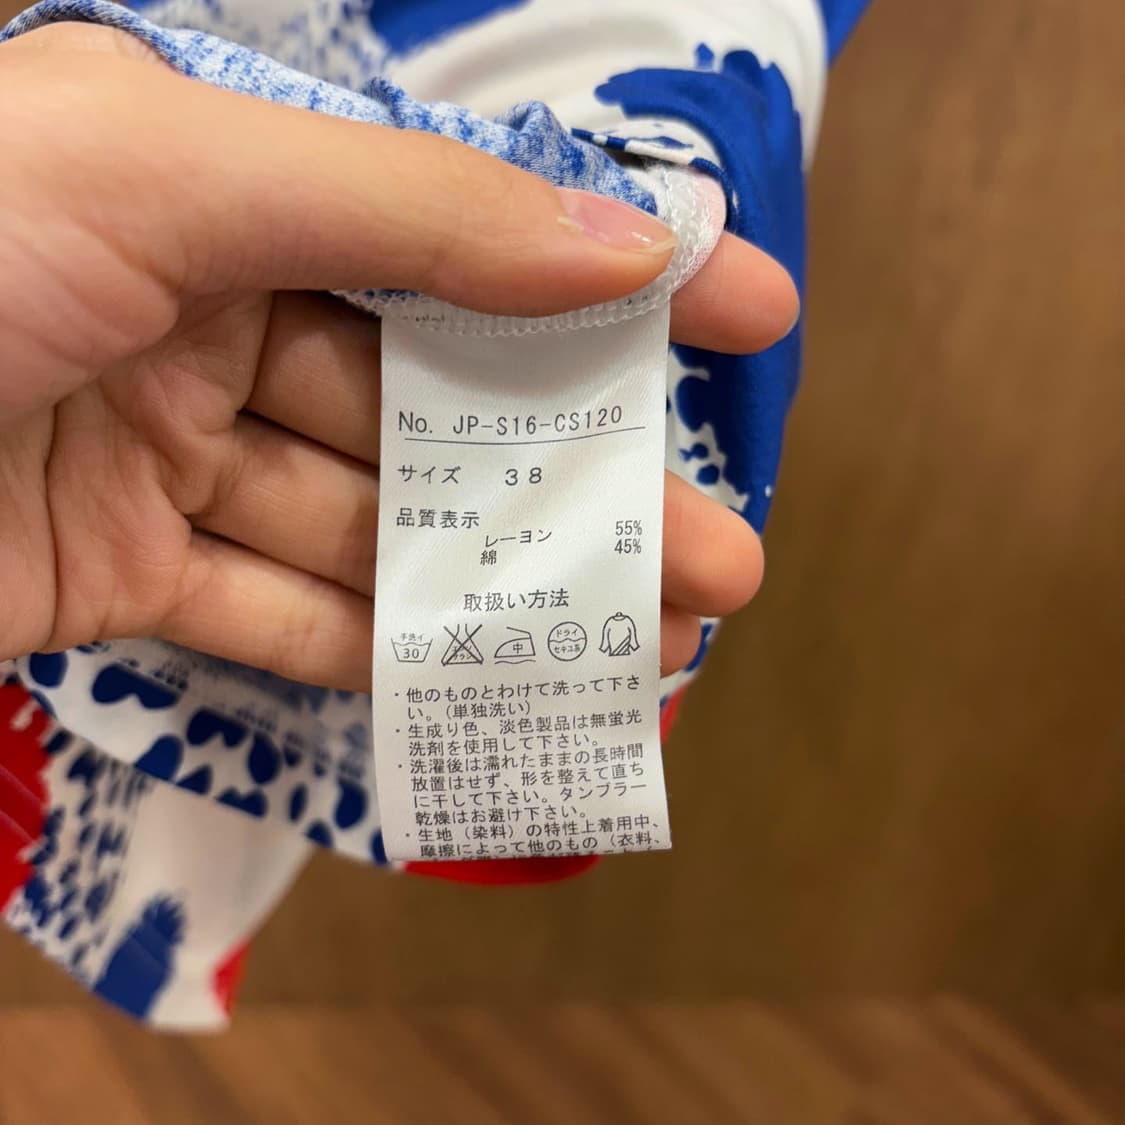 No. JP-S16-CS120
サイズ 38
品質表示
レーヨン 55%
綿 45%
取扱い方法
手洗イ
30
中
ドライ
セキユ系
・他のものとわけて洗って下さ
い。(単独洗い)
・生成り色、淡色製品は無蛍光
洗剤を使用して下さい。
・洗濯後は濡れたままの長時間
放置はせず、形を整えて直ち
に干して下さい。タンブラー
乾燥はお避け下さい。
・生地（染料）の特性上着用中、
摩擦によって他のもの（衣料、